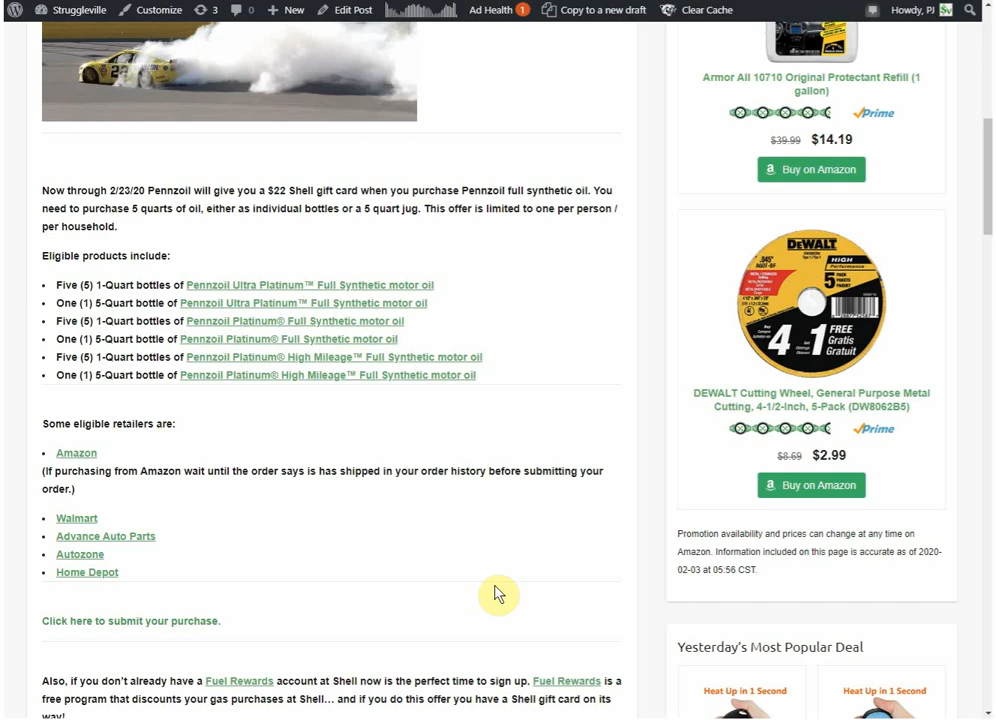 Struggleville
Customize
3
0
New
Edit Post
Ad Health 1
Copy to a new draft
Clear Cache
Howdy, PJ
Now through 2/23/20 Pennzoil will give you a $22 Shell gift card when you purchase Pennzoil full synthetic oil. You
need to purchase 5 quarts of oil, either as individual bottles or a 5 quart jug. This offer is limited to one per person /
per household.
Eligible products include:
• Five (5) 1-Quart bottles of Pennzoil Ultra Platinum™ Full Synthetic motor oil
• One (1) 5-Quart bottle of Pennzoil Ultra Platinum™ Full Synthetic motor oil
• Five (5) 1-Quart bottles of Pennzoil Platinum® Full Synthetic motor oil
• One (1) 5-Quart bottle of Pennzoil Platinum® Full Synthetic motor oil
• Five (5) 1-Quart bottles of Pennzoil Platinum® High Mileage™ Full Synthetic motor oil
• One (1) 5-Quart bottle of Pennzoil Platinum® High Mileage™ Full Synthetic motor oil
Some eligible retailers are:
• Amazon
(If purchasing from Amazon wait until the order says is has shipped in your order history before submitting your
order.)
• Walmart
• Advance Auto Parts
• Autozone
• Home Depot
Click here to submit your purchase.
Also, if you don't already have a Fuel Rewards account at Shell now is the perfect time to sign up. Fuel Rewards is a
free program that discounts your gas purchases at Shell... and if you do this offer you have a Shell gift card on its
way!
Armor All 10710 Original Protectant Refill (1
gallon)
Prime
$39.99 $14.19
Buy on Amazon
DEWALT
HIGH
Performance
5 PACK
4 1 FREE
Gratis
Gratuit
DEWALT Cutting Wheel, General Purpose Metal
Cutting, 4-1/2-Inch, 5-Pack (DW8062B5)
Prime
$8.69 $2.99
Buy on Amazon
Promotion availability and prices can change at any time on
Amazon. Information included on this page is accurate as of 2020-
02-03 at 05:56 CST.
Yesterday's Most Popular Deal
Heat Up in 1 Second
Heat Up in 1 Second